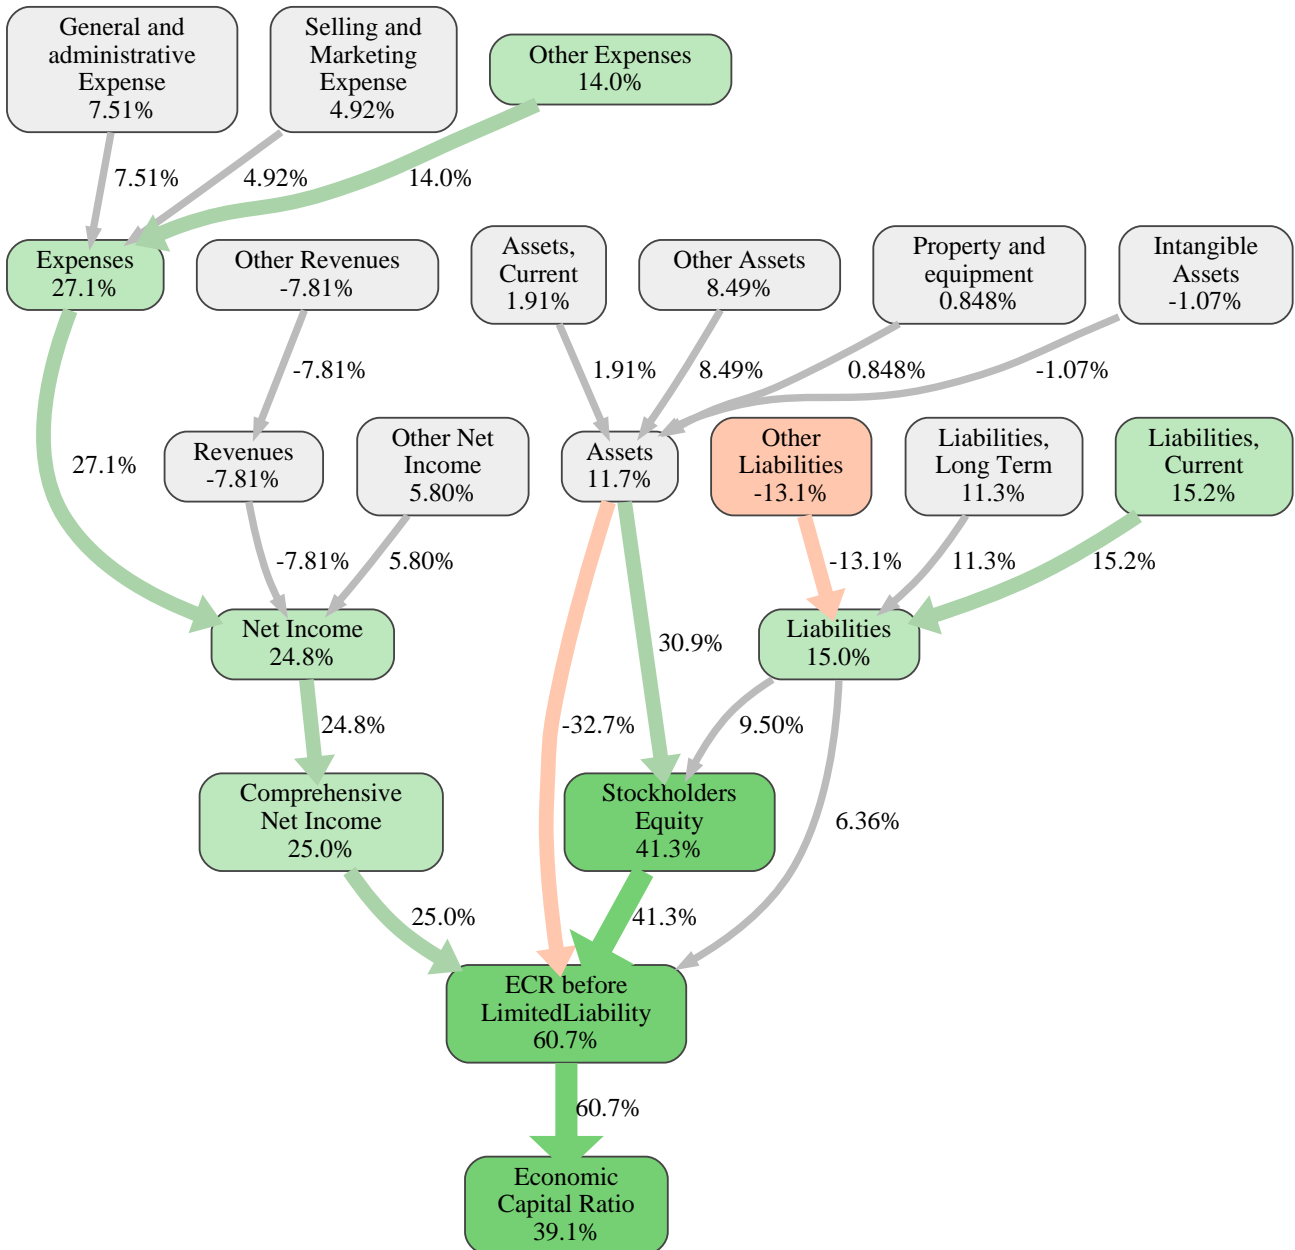 General and
administrative
Expense
7.51%
Selling and
Marketing
Expense
4.92%
Other Expenses
14.0%
7.51%
4.92%
14.0%
Expenses
27.1%
Other Revenues
-7.81%
Assets,
Current
1.91%
Other Assets
8.49%
Property and
equipment
0.848%
Intangible
Assets
-1.07%
-7.81%
1.91%
8.49%
0.848%
-1.07%
27.1%
Revenues
-7.81%
Other Net
Income
5.80%
Assets
11.7%
Other
Liabilities
-13.1%
Liabilities,
Long Term
11.3%
Liabilities,
Current
15.2%
-7.81%
5.80%
-13.1%
11.3%
15.2%
Net Income
24.8%
30.9%
Liabilities
15.0%
24.8%
-32.7%
9.50%
Comprehensive
Net Income
25.0%
Stockholders
Equity
41.3%
6.36%
25.0%
41.3%
ECR before
LimitedLiability
60.7%
60.7%
Economic
Capital Ratio
39.1%